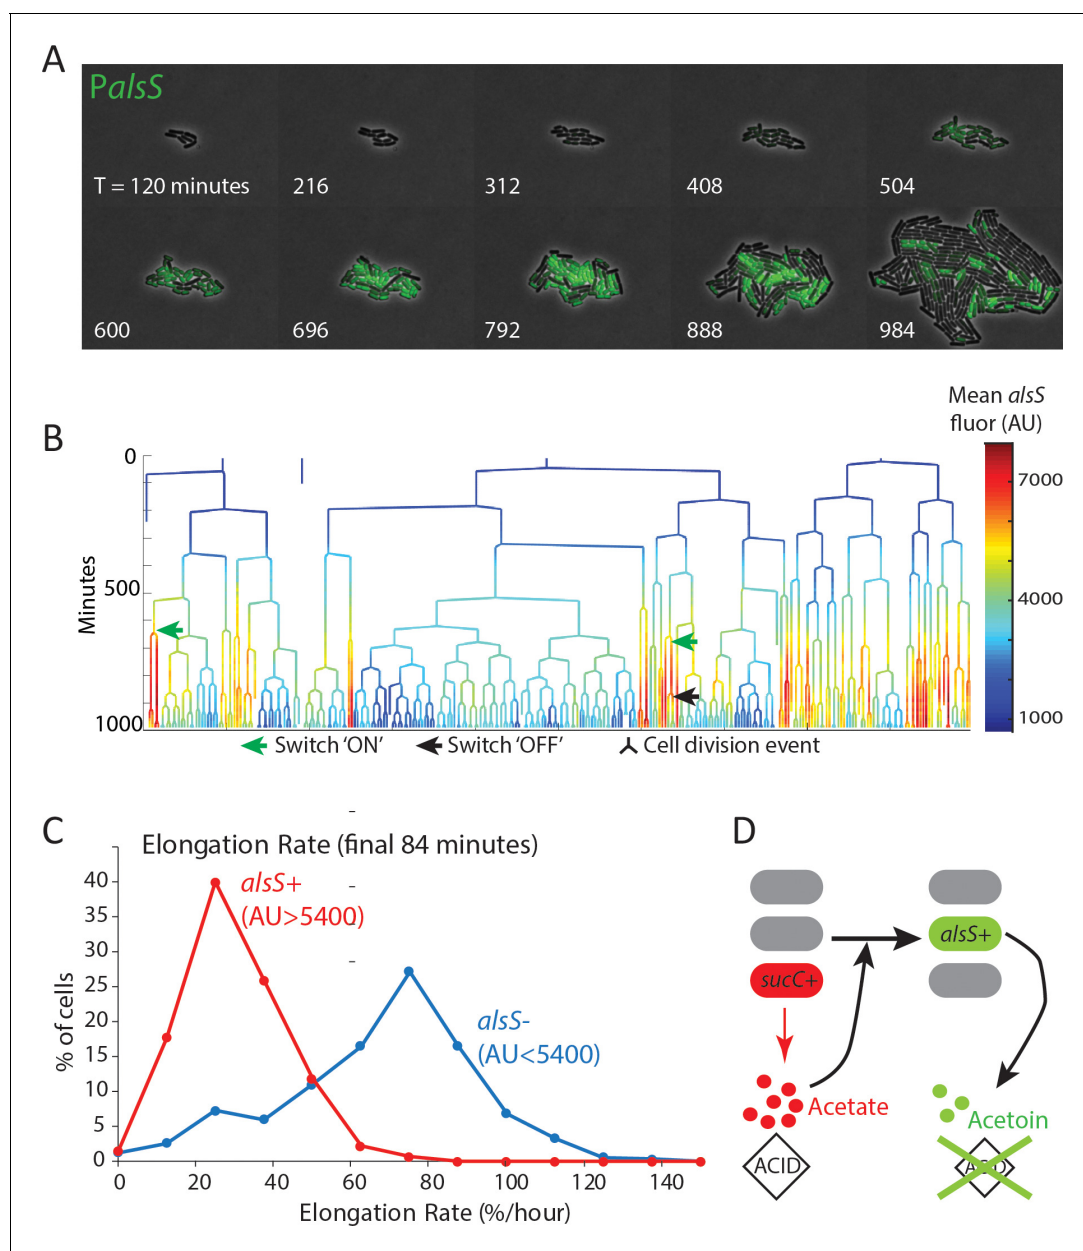 A
PalsS
T = 120 minutes
216
312
408
504
600
696
792
888
984
B
Mean alsS
fluor (AU)
0
500
1000
Minutes
7000
4000
1000
Switch 'ON'
Switch 'OFF'
Cell division event
C
Elongation Rate (final 84 minutes)
alsS+
(AU>5400)
alsS-
(AU<5400)
% of cells
40
35
30
25
20
15
10
5
0
0
20
40
60
80
100
120
140
Elongation Rate (%/hour)
D
alsS+
sucC+
Acetate
Acetoin
ACID
ACID